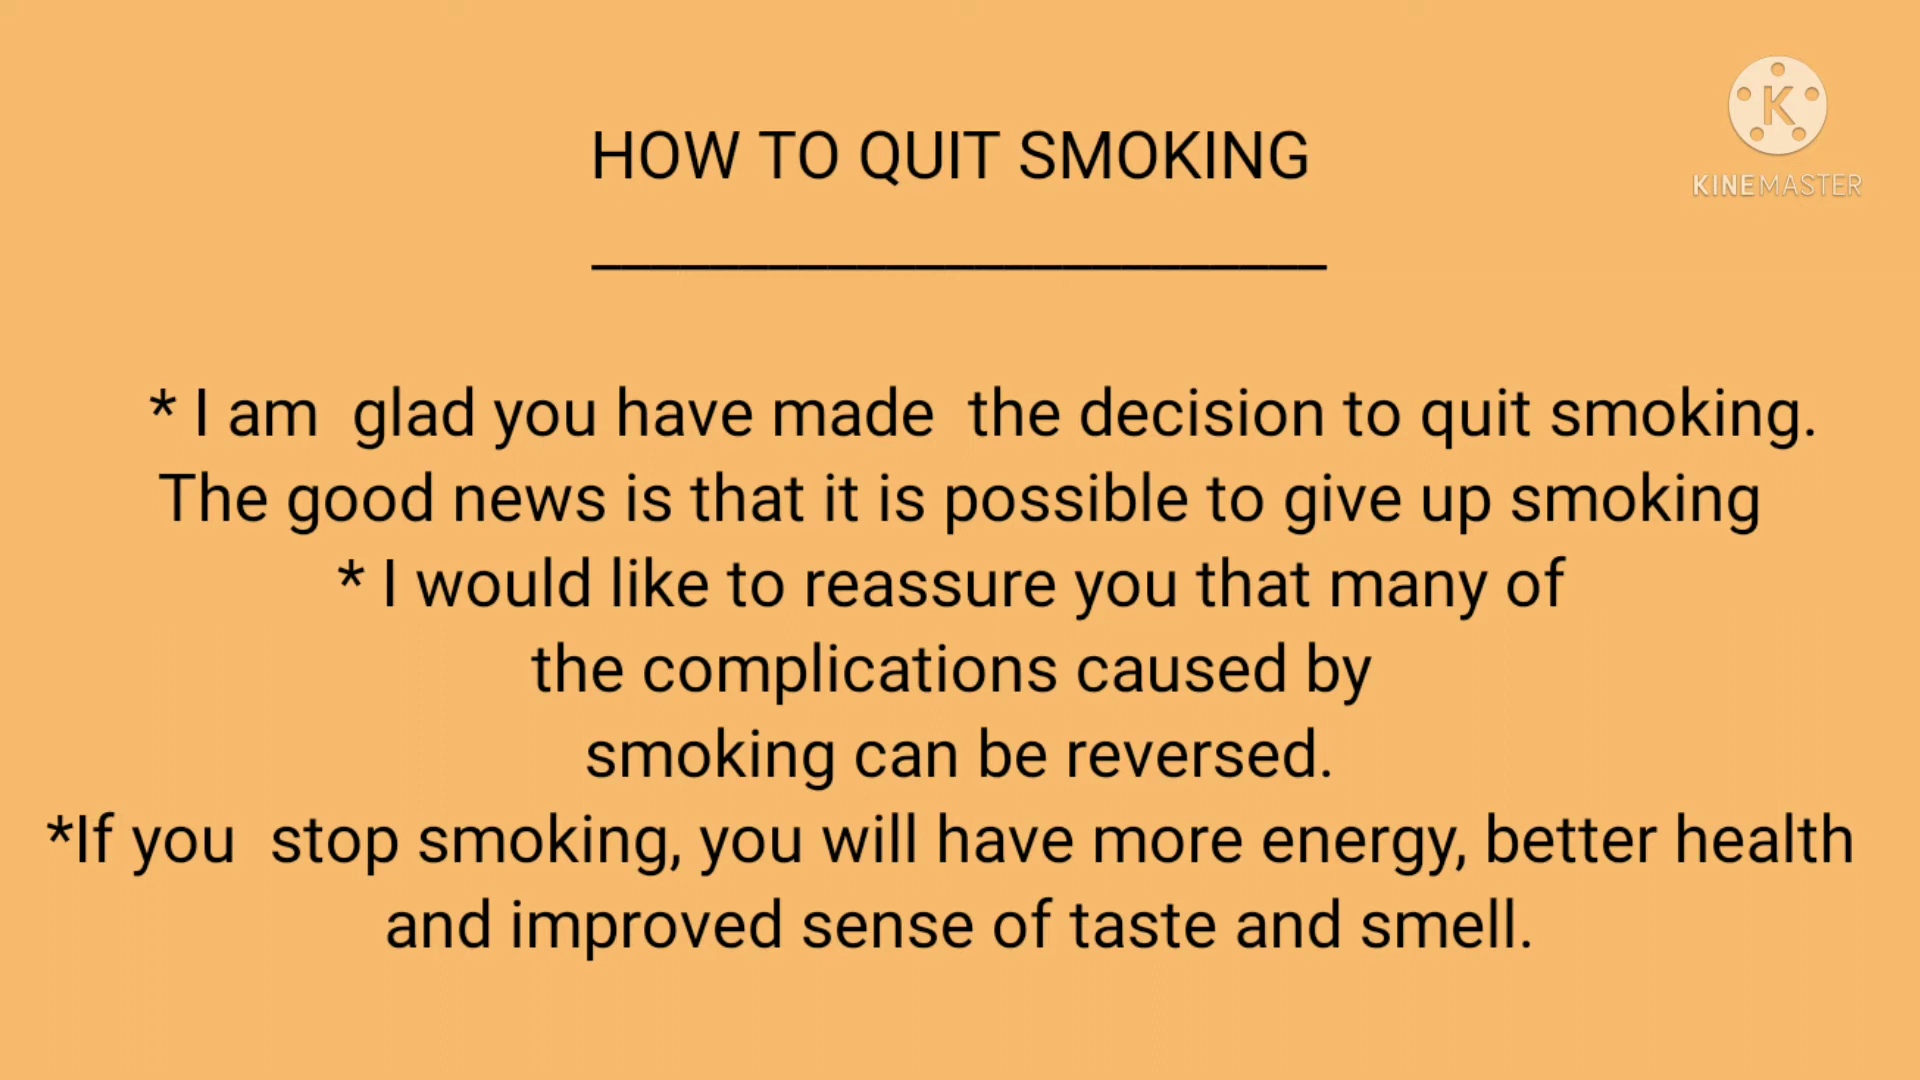 HOW TO QUIT SMOKING
K
KINEMASTER
_________________________
* I am  glad you have made  the decision to quit smoking.
The good news is that it is possible to give up smoking
* I would like to reassure you that many of
the complications caused by
smoking can be reversed.
*If you  stop smoking, you will have more energy, better health
and improved sense of taste and smell.